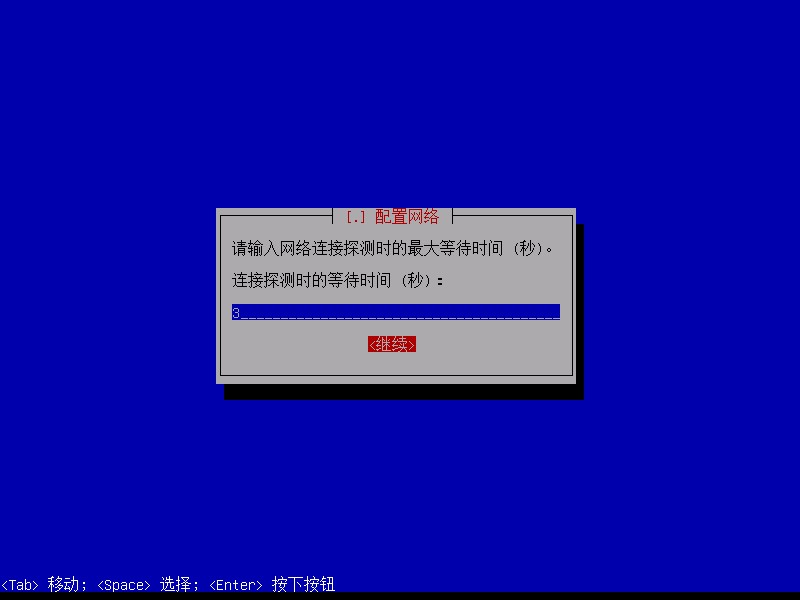 [.] 配置网络
请输入网络连接探测时的最大等待时间 (秒)。
连接探测时的等待时间 (秒)：
3________________________________________
<继续>
<Tab> 移动; <Space> 选择; <Enter> 按下按钮